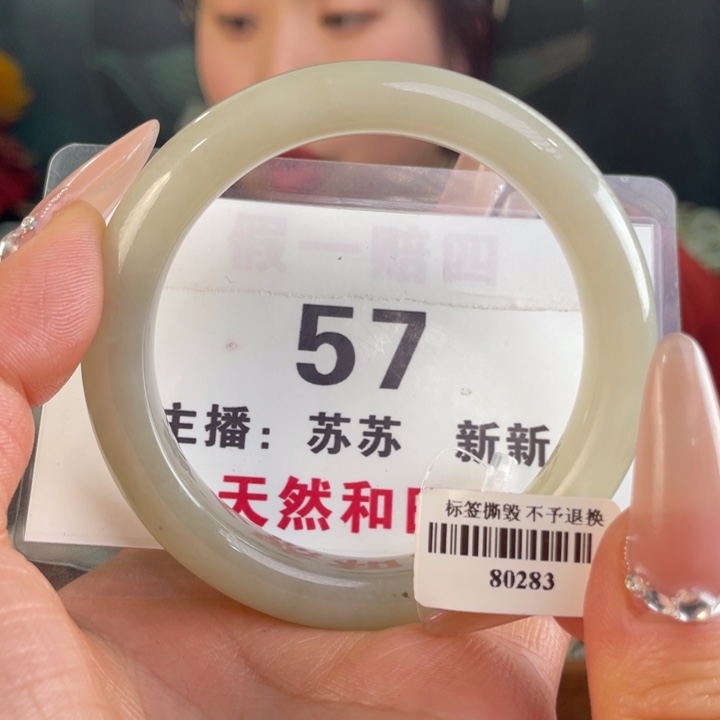 假一赔四
57
主播：苏苏 新新
天然和田
标签撕毁 不予退换
80283